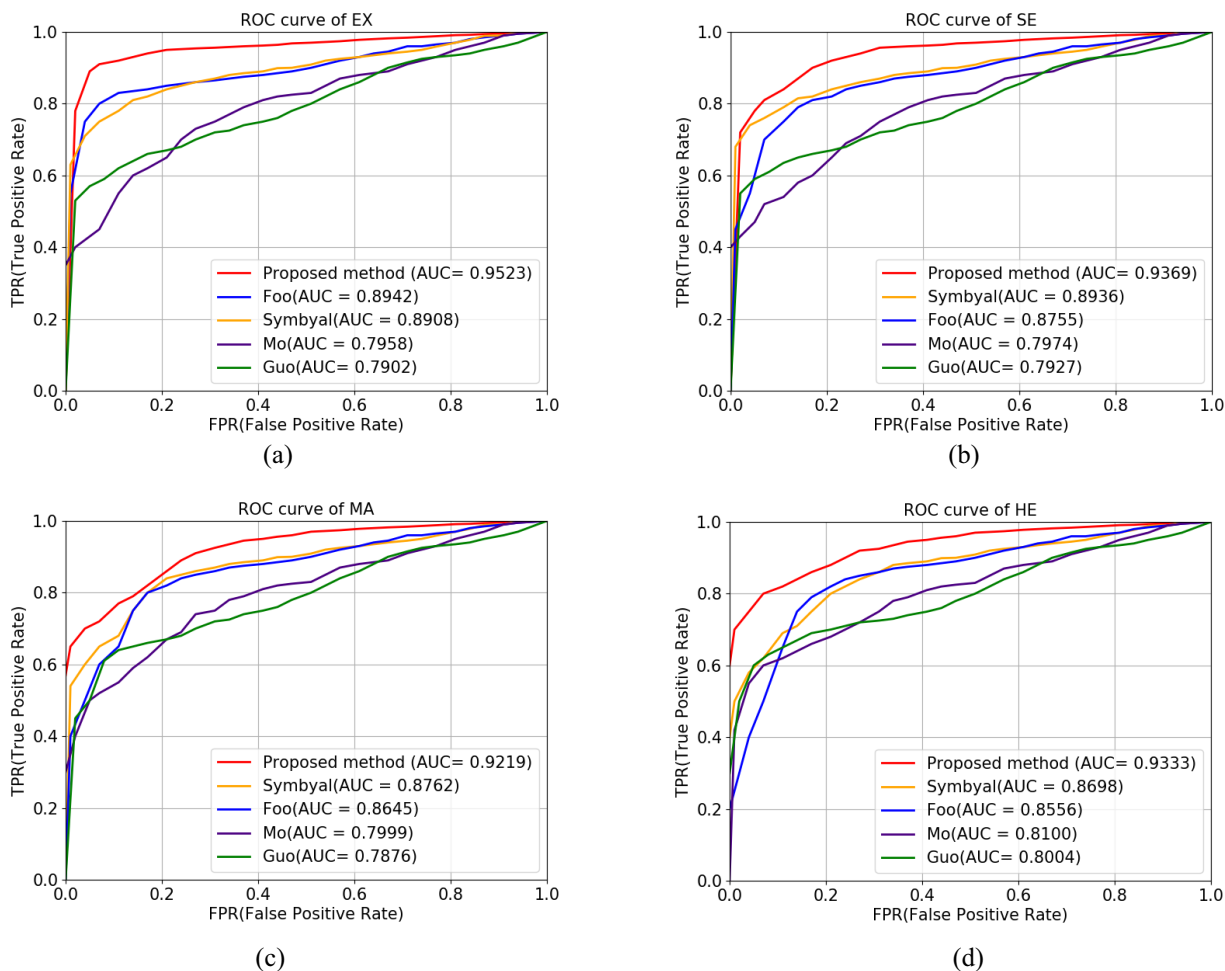 ROC curve of EX
1.0
0.8
0.6
0.4
0.2
0.0
TPR(True Positive Rate)
Proposed method (AUC= 0.9523)
Foo(AUC = 0.8942)
Symbyal(AUC = 0.8908)
Mo(AUC = 0.7958)
Guo(AUC= 0.7902)
0.0 0.2 0.4 0.6 0.8 1.0
FPR(False Positive Rate)
(a)
ROC curve of SE
1.0
0.8
0.6
0.4
0.2
0.0
TPR(True Positive Rate)
Proposed method (AUC= 0.9369)
Symbyal(AUC = 0.8936)
Foo(AUC = 0.8755)
Mo(AUC = 0.7974)
Guo(AUC= 0.7927)
0.0 0.2 0.4 0.6 0.8 1.0
FPR(False Positive Rate)
(b)
ROC curve of MA
1.0
0.8
0.6
0.4
0.2
0.0
TPR(True Positive Rate)
Proposed method (AUC= 0.9219)
Symbyal(AUC = 0.8762)
Foo(AUC = 0.8645)
Mo(AUC = 0.7999)
Guo(AUC= 0.7876)
0.0 0.2 0.4 0.6 0.8 1.0
FPR(False Positive Rate)
(c)
ROC curve of HE
1.0
0.8
0.6
0.4
0.2
0.0
TPR(True Positive Rate)
Proposed method (AUC= 0.9333)
Symbyal(AUC = 0.8698)
Foo(AUC = 0.8556)
Mo(AUC = 0.8100)
Guo(AUC= 0.8004)
0.0 0.2 0.4 0.6 0.8 1.0
FPR(False Positive Rate)
(d)